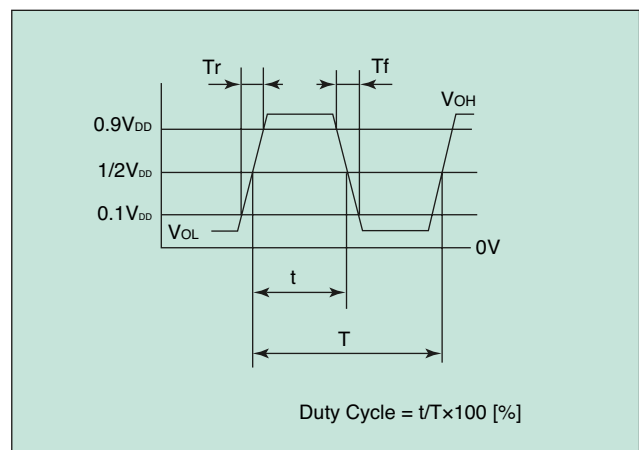 Tr
Tf
VOH
0.9VDD
1/2VDD
0.1VDD
VOL
0V
t
T
Duty Cycle = t/T×100 [%]